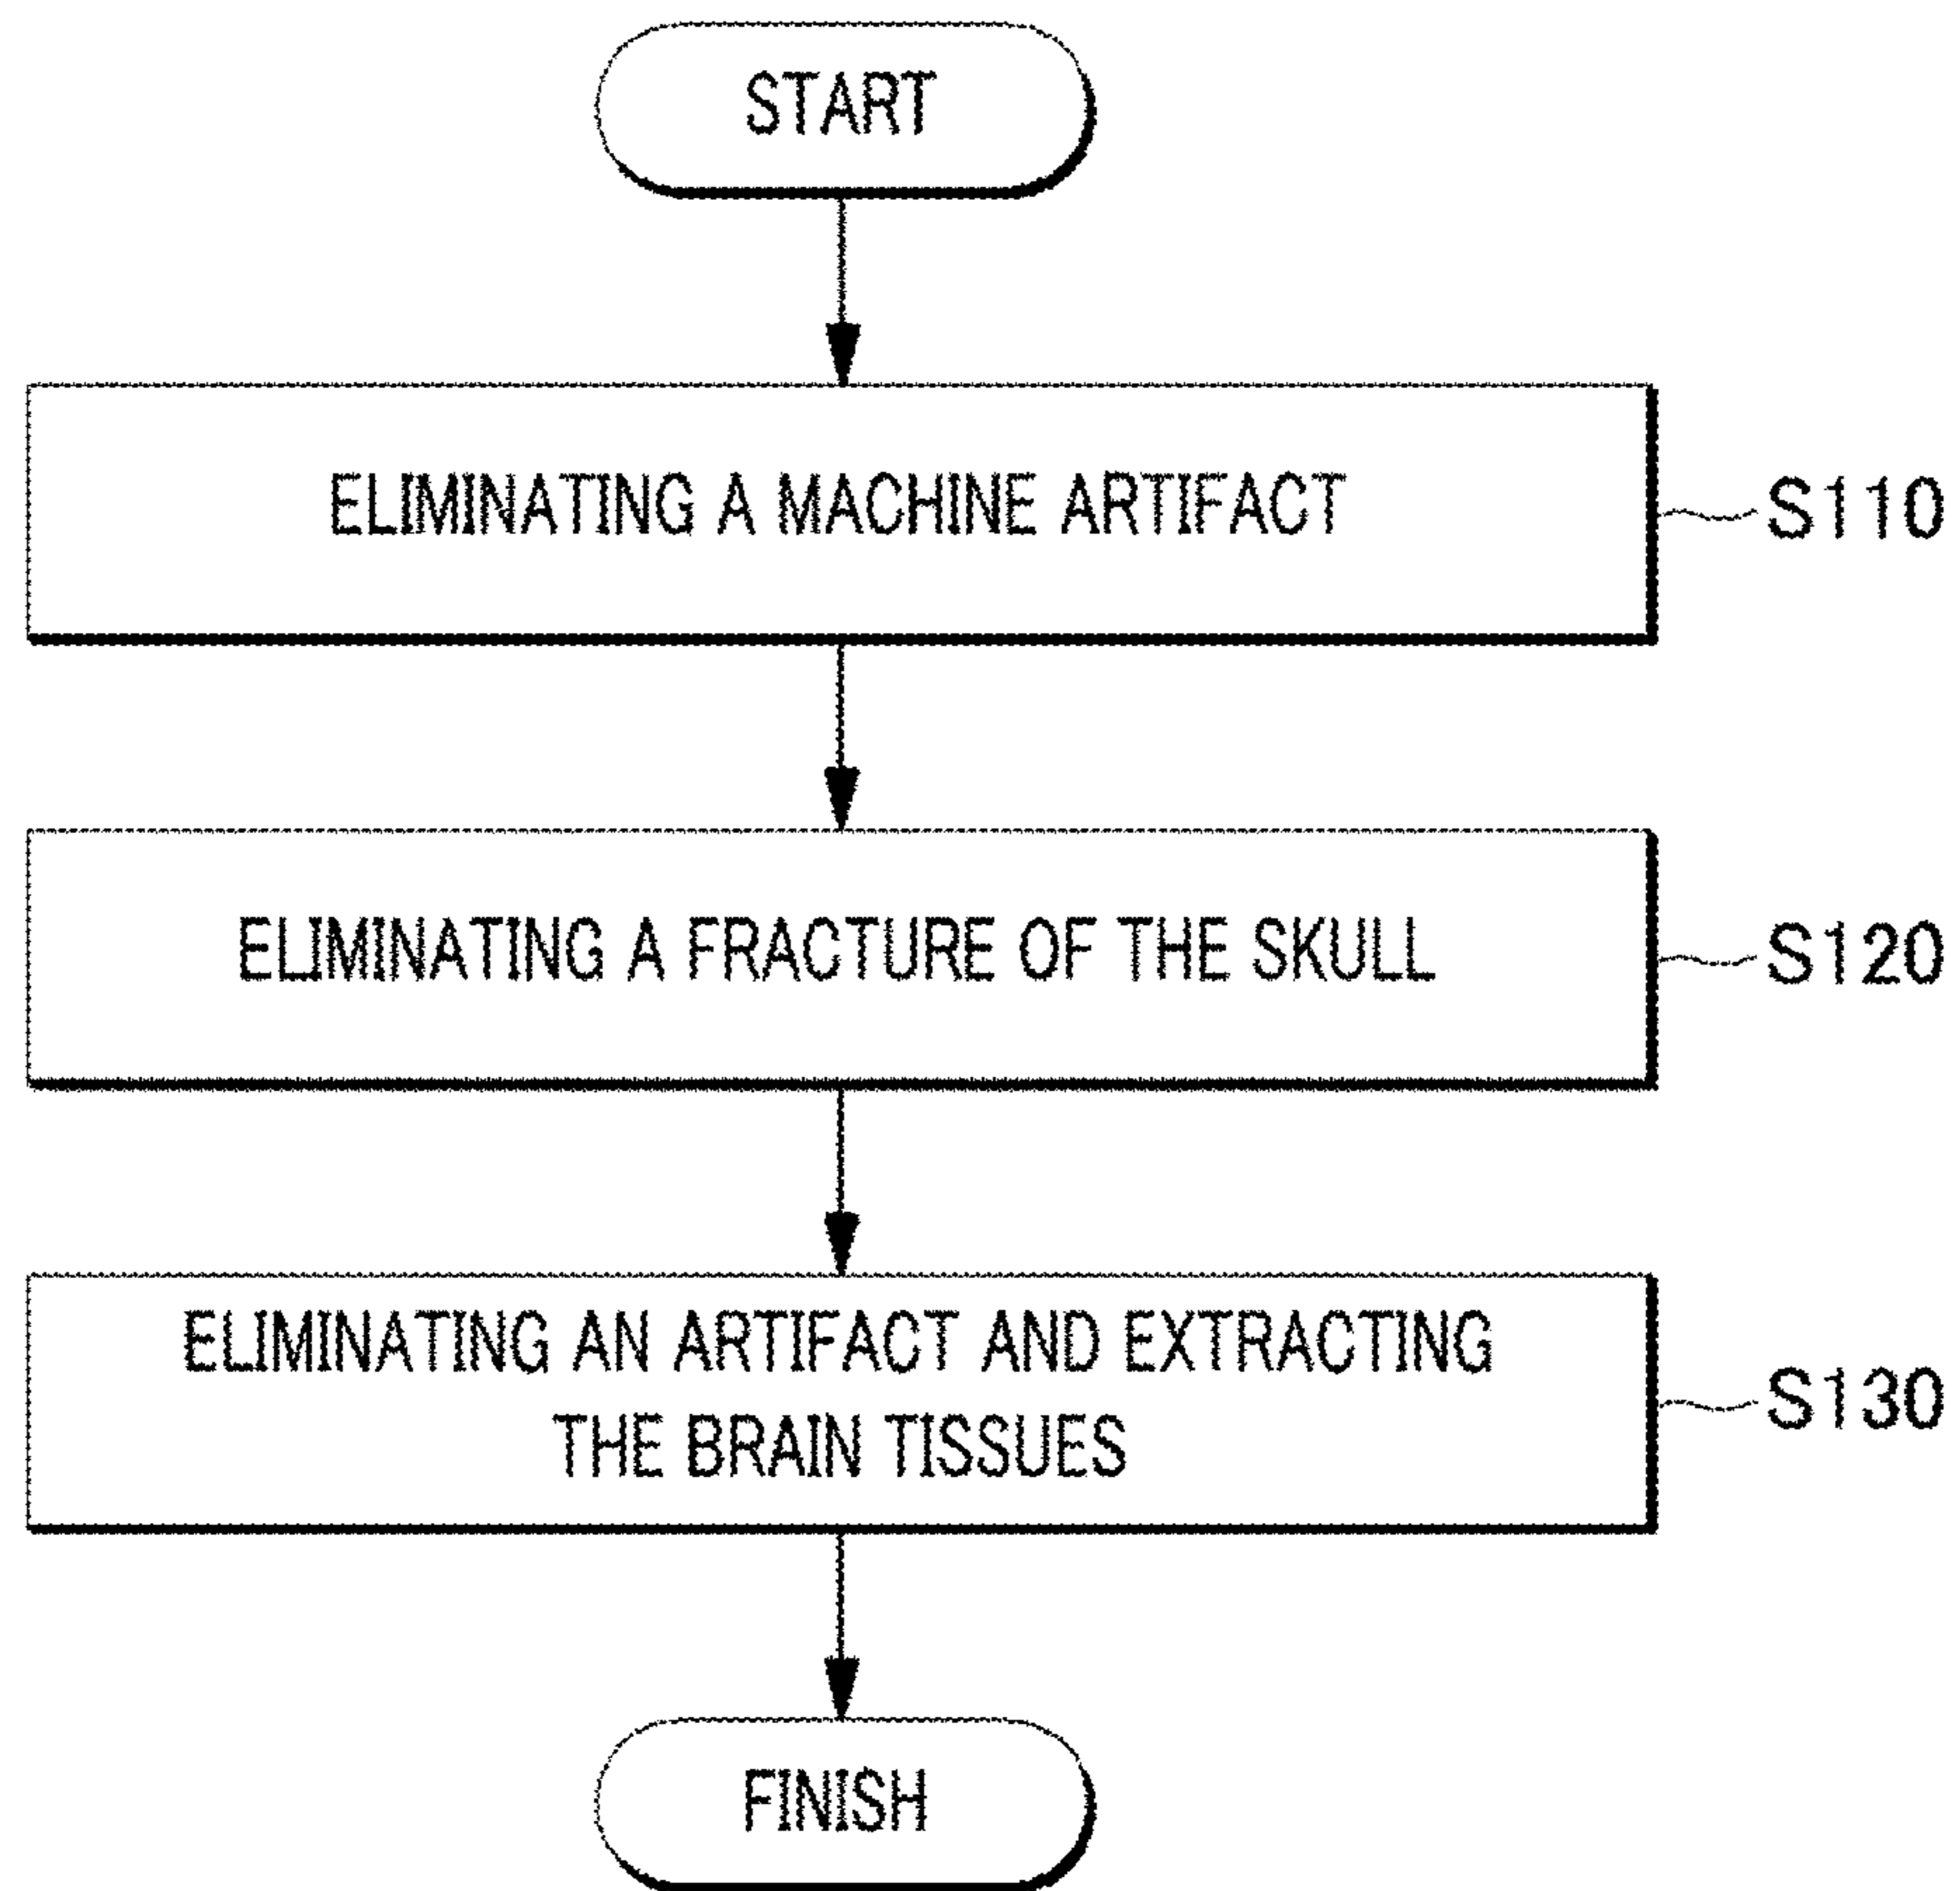 START
ELIMINATING A MACHINE ARTIFACT
S110
ELIMINATING A FRACTURE OF THE SKULL
S120
ELIMINATING AN ARTIFACT AND EXTRACTING
THE BRAIN TISSUES
S130
FINISH